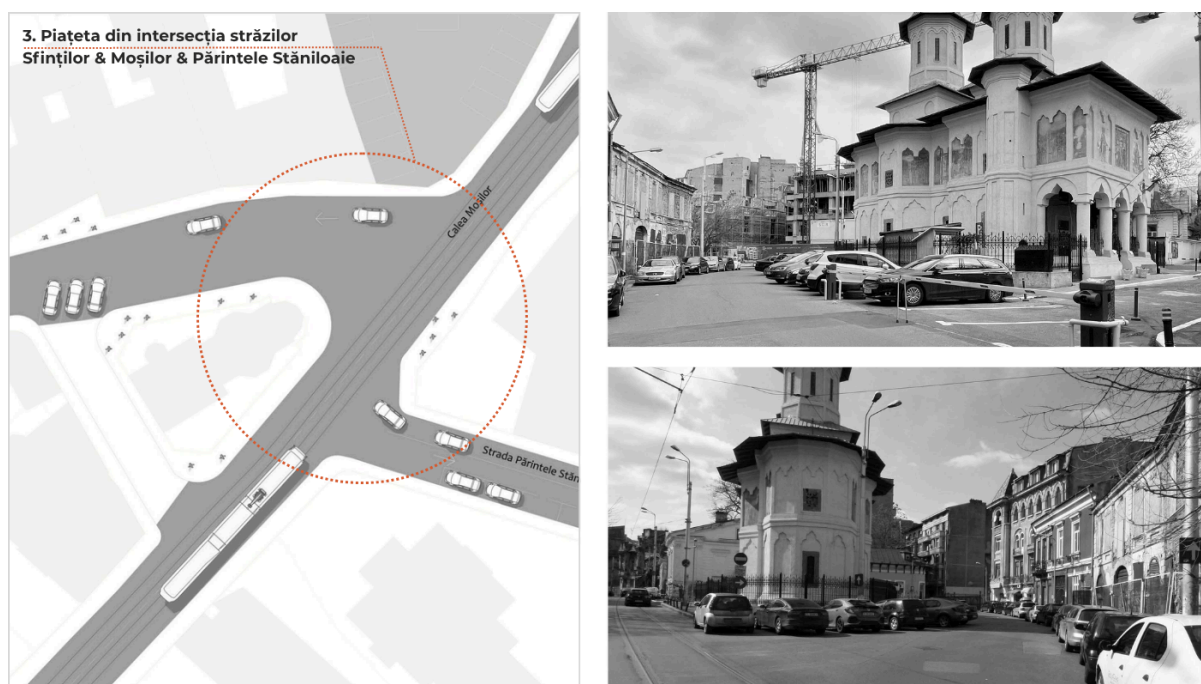 3. Piațeta din intersecția străzilor
Sfinților & Moșilor & Părintele Stăniloaie
Calea Moșilor
Strada Părintele Stăn